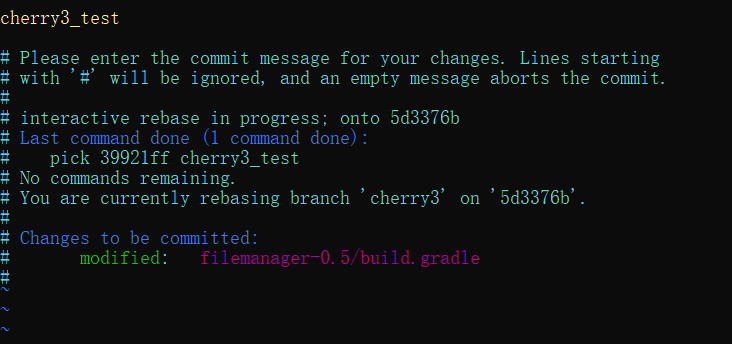 cherry3_test
# Please enter the commit message for your changes. Lines starting
# with '#' will be ignored, and an empty message aborts the commit.
#
# interactive rebase in progress; onto 5d3376b
# Last command done (1 command done):
#    pick 39921ff cherry3_test
# No commands remaining.
# You are currently rebasing branch 'cherry3' on '5d3376b'.
#
# Changes to be committed:
#       modified:   filemanager-0.5/build.gradle
#
~
~
~